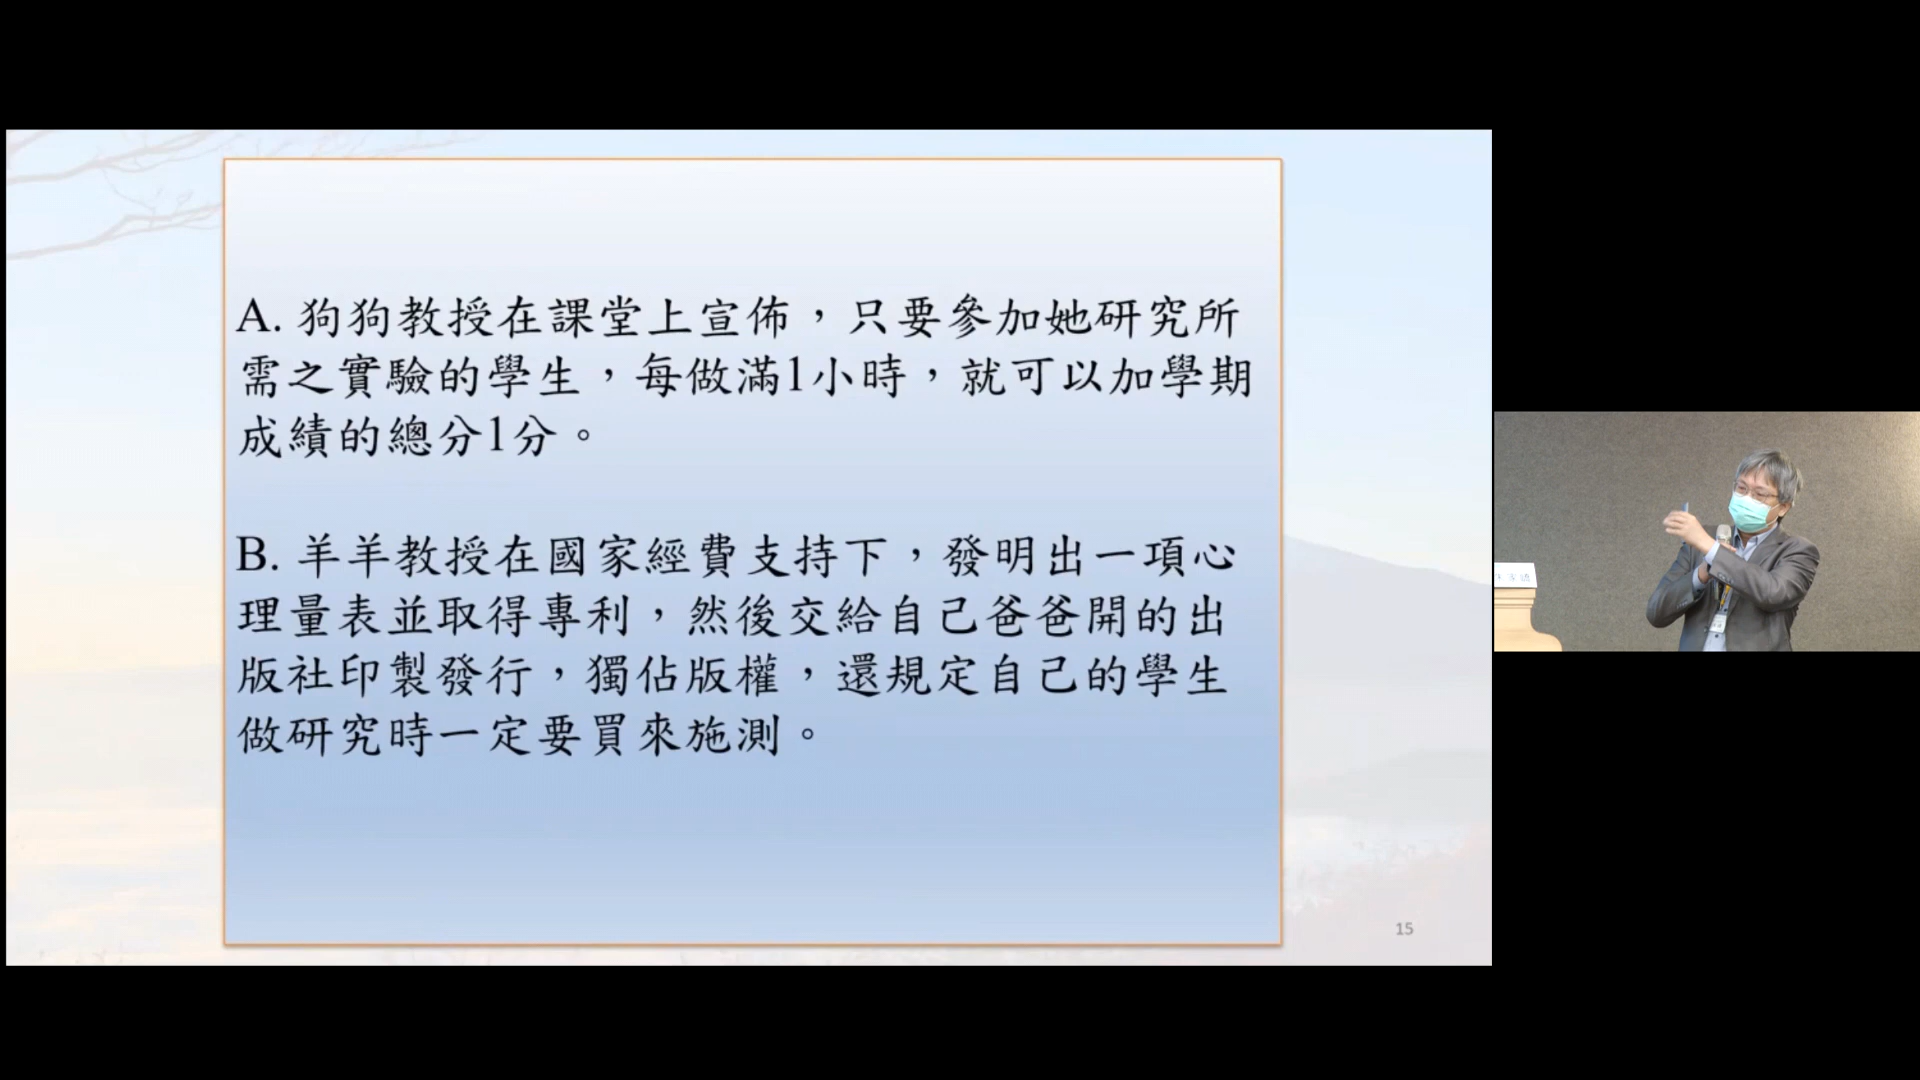 A. 狗狗教授在課堂上宣佈，只要參加她研究所
需之實驗的學生，每做滿1小時，就可以加學期
成績的總分1分。
B. 羊羊教授在國家經費支持下，發明出一項心
理量表並取得專利，然後交給自己爸爸開的出
版社印製發行，獨佔版權，還規定自己的學生
做研究時一定要買來施測。
15